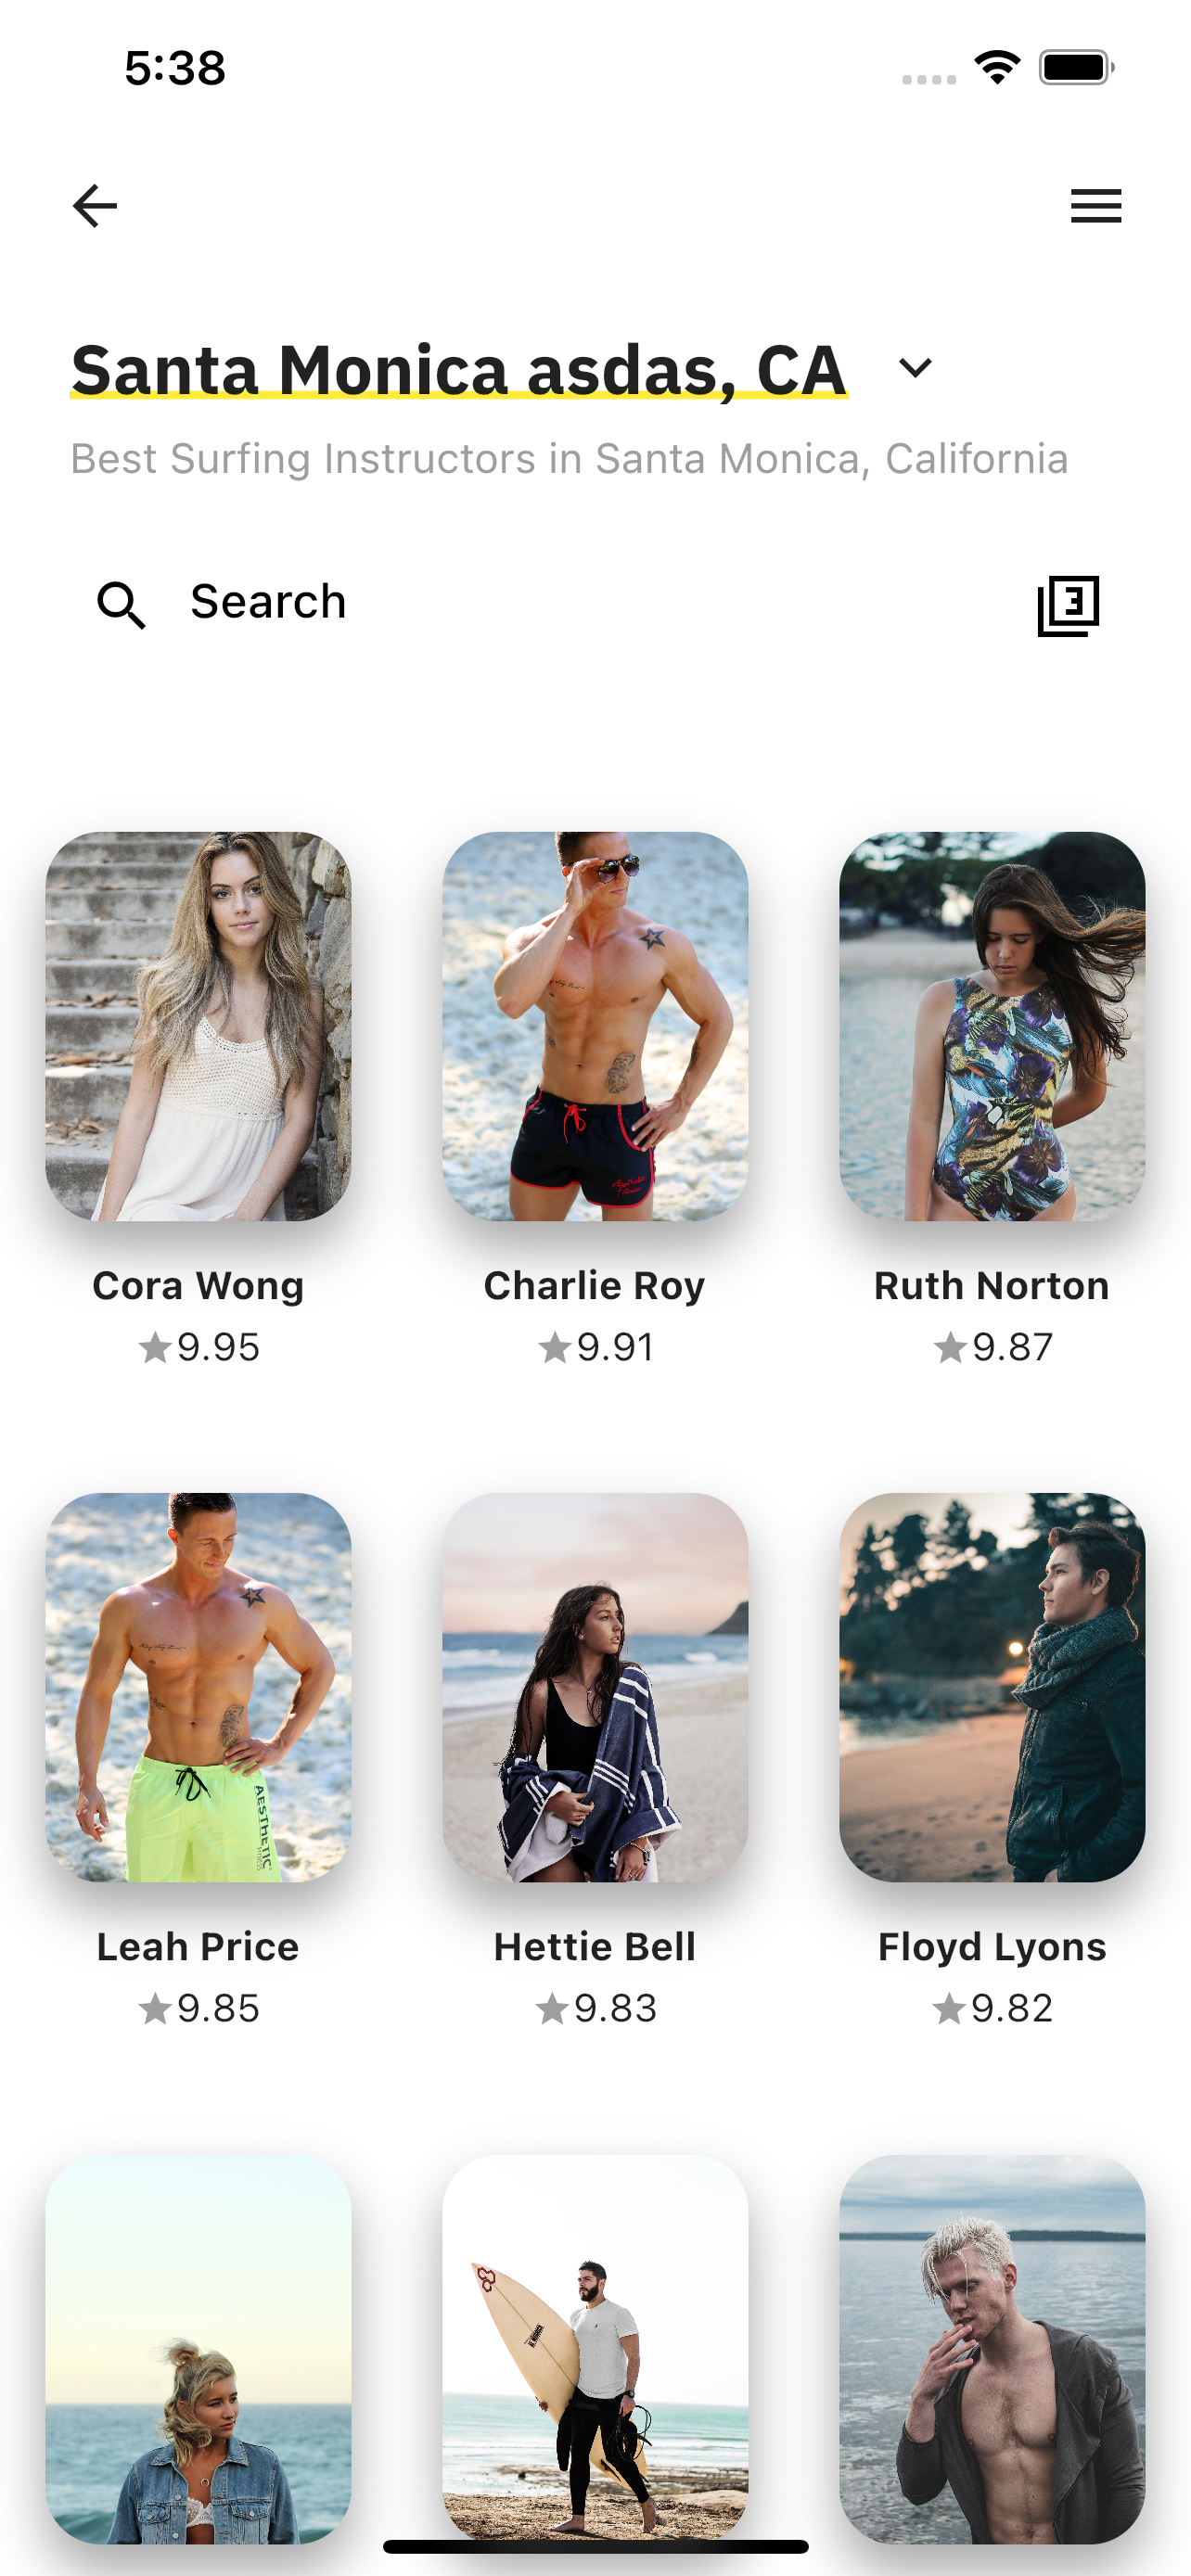 5:38
Santa Monica asdas, CA
Best Surfing Instructors in Santa Monica, California
Search
3
Cora Wong
Charlie Roy
Ruth Norton
9.95
9.91
9.87
AESTHETIC
Leah Price
Hettie Bell
Floyd Lyons
9.85
9.83
9.82